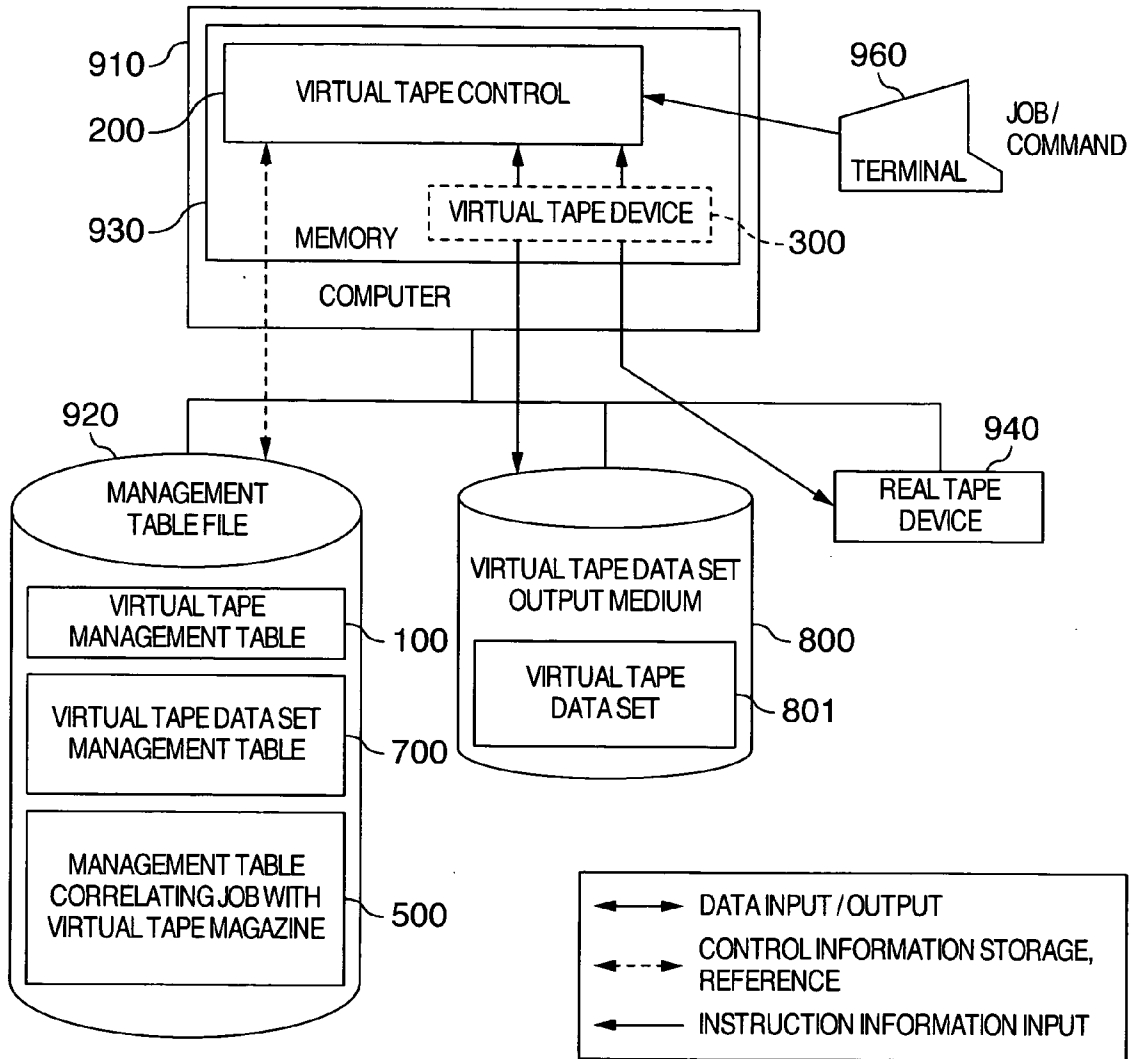 910
200
930
VIRTUAL TAPE CONTROL
VIRTUAL TAPE DEVICE
300
MEMORY
COMPUTER
960
TERMINAL
JOB /
COMMAND
920
MANAGEMENT
TABLE FILE
VIRTUAL TAPE
MANAGEMENT TABLE
100
VIRTUAL TAPE DATA SET
MANAGEMENT TABLE
700
MANAGEMENT TABLE
CORRELATING JOB WITH
VIRTUAL TAPE MAGAZINE
500
VIRTUAL TAPE DATA SET
OUTPUT MEDIUM
800
VIRTUAL TAPE
DATA SET
801
940
REAL TAPE
DEVICE
DATA INPUT / OUTPUT
CONTROL INFORMATION STORAGE,
REFERENCE
INSTRUCTION INFORMATION INPUT